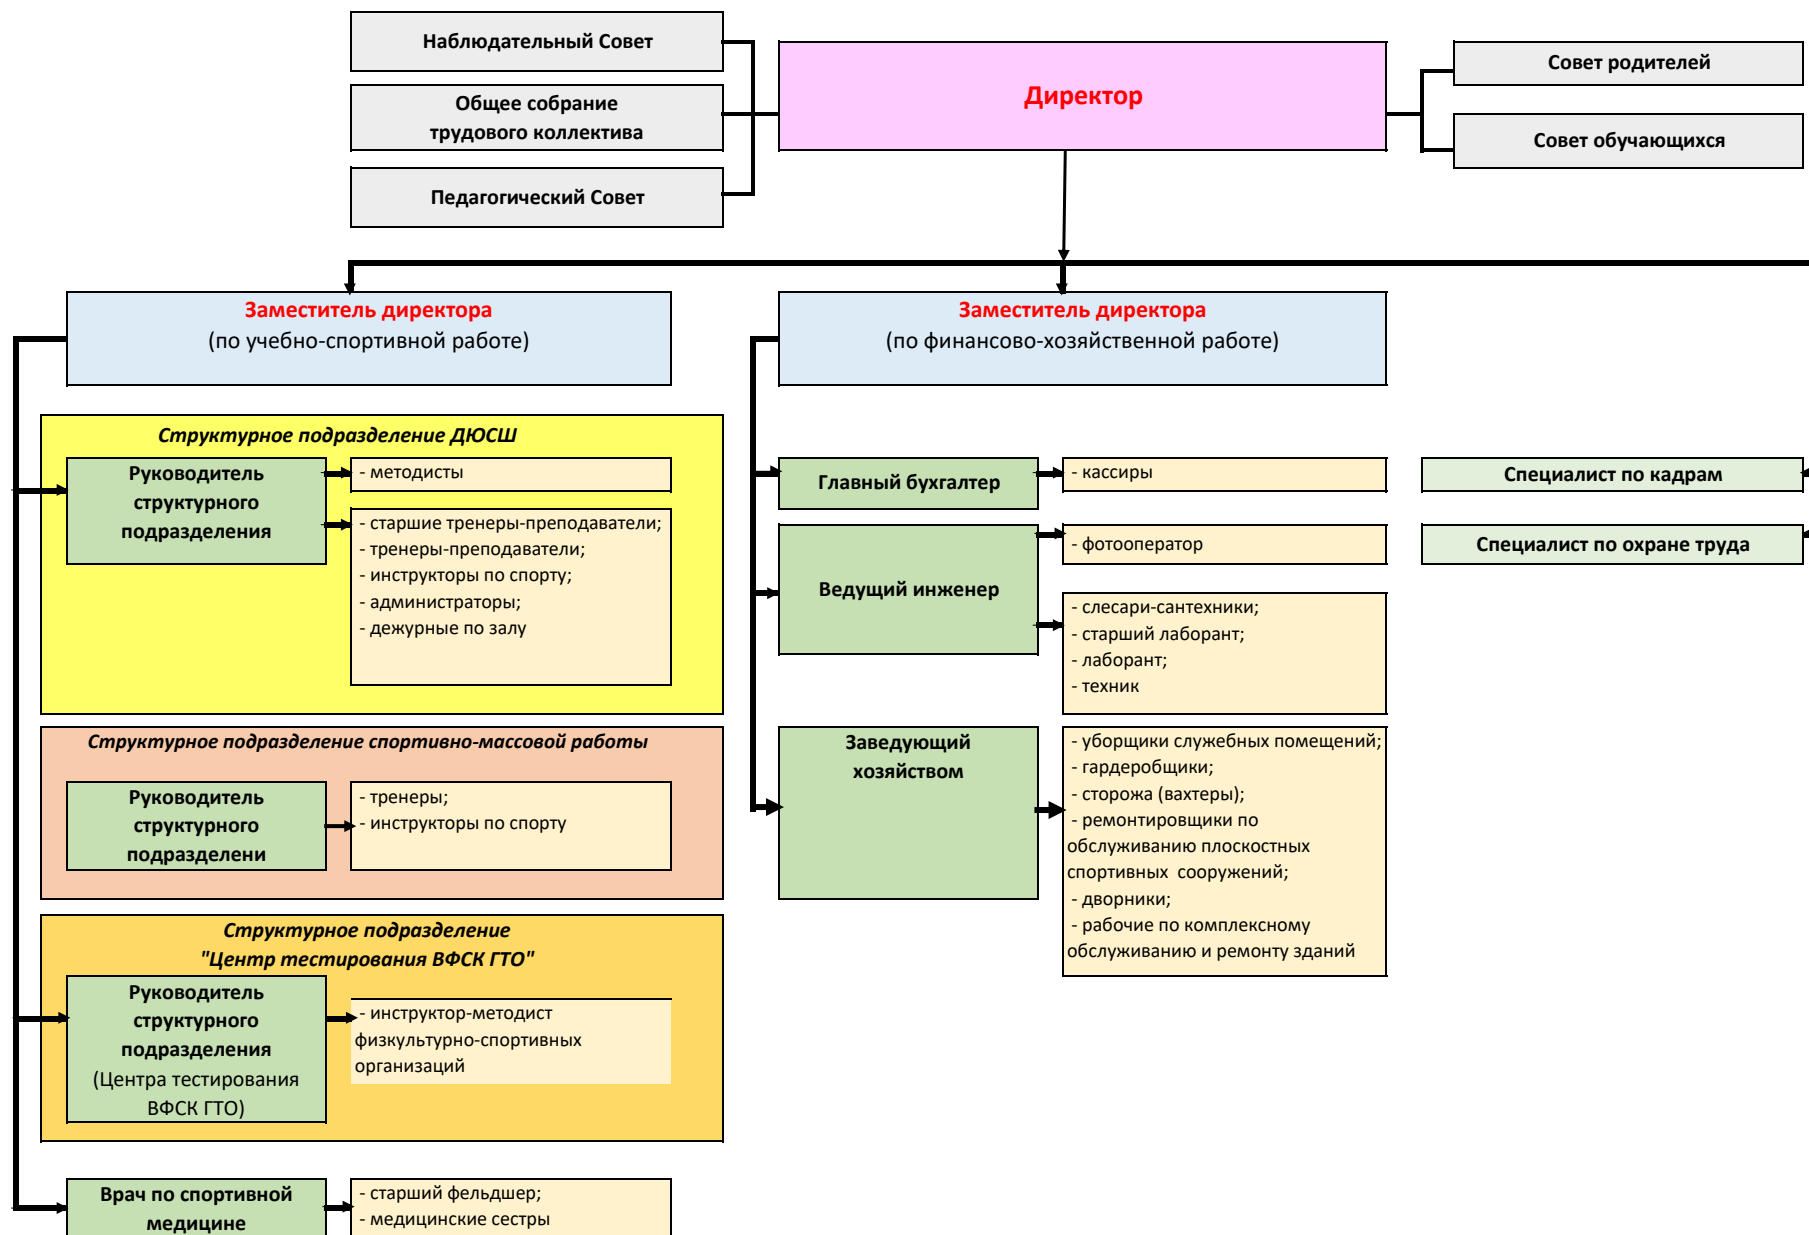 Наблюдательный Совет
Общее собрание
трудового коллектива
Педагогический Совет
Директор
Совет родителей
Совет обучающихся
Заместитель директора
(по учебно-спортивной работе)
Заместитель директора
(по финансово-хозяйственной работе)
Структурное подразделение ДЮСШ
Руководитель
структурного
подразделения
- методисты
- старшие тренеры-преподаватели;
- тренеры-преподаватели;
- инструкторы по спорту;
- администраторы;
- дежурные по залу
Структурное подразделение спортивно-массовой работы
Руководитель
структурного
подразделени
- тренеры;
- инструкторы по спорту
Структурное подразделение
"Центр тестирования ВФСК ГТО"
Руководитель
структурного
подразделения
(Центра тестирования
ВФСК ГТО)
- инструктор-методист
физкультурно-спортивных
организаций
Врач по спортивной
медицине
- старший фельдшер;
- медицинские сестры
Главный бухгалтер
- кассиры
Ведущий инженер
- фотооператор
- слесари-сантехники;
- старший лаборант;
- лаборант;
- техник
Заведующий
хозяйством
- уборщики служебных помещений;
- гардеробщики;
- сторожа (вахтеры);
- ремонтировщики по
обслуживанию плоскостных
спортивных  сооружений;
- дворники;
- рабочие по комплексному
обслуживанию и ремонту зданий
Специалист по кадрам
Специалист по охране труда